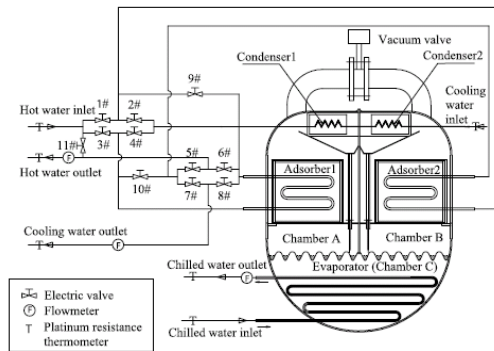 Vacuum valve
Condenser1
Condenser2
9#
Cooling
water
inlet
Hot water inlet
1#
2#
3#
4#
11#
F
Hot water outlet
5#
6#
10#
7#
8#
Adsorber1
Adsorber2
Cooling water outlet
F
Chamber A
Chamber B
Evaporator (Chamber C)
Chilled water outlet
F
Chilled water inlet
Electric valve
F Flowmeter
T Platinum resistance
thermometer